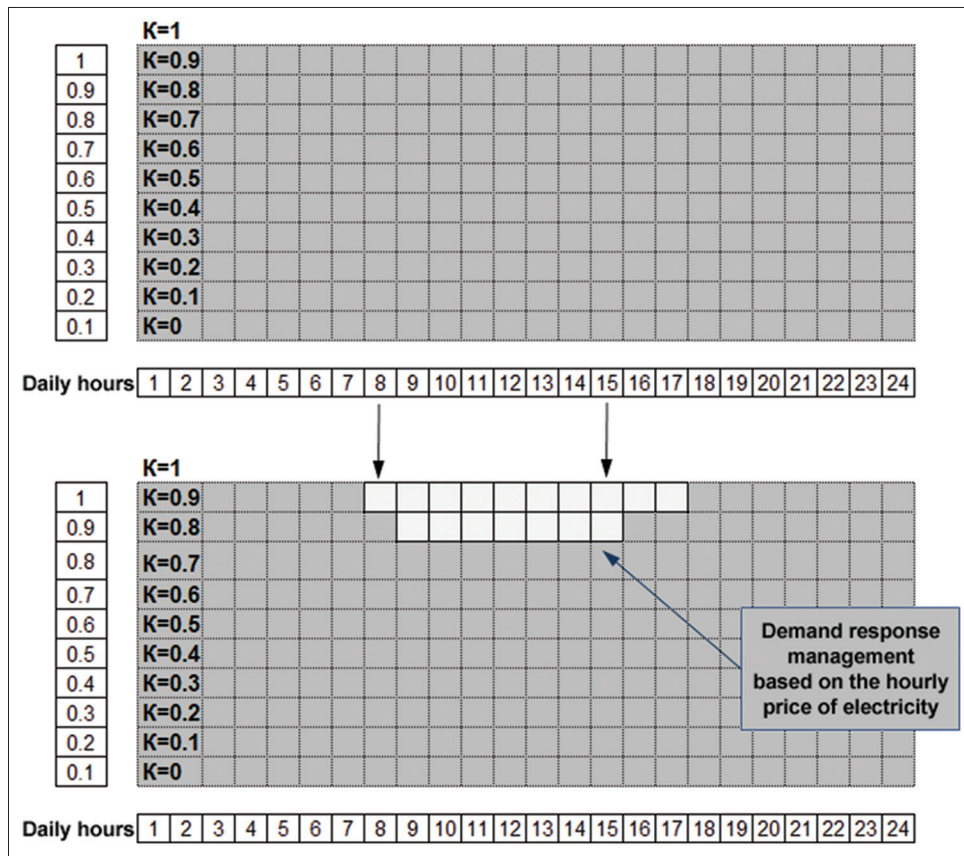 K=1
1 K=0.9
0.9 K=0.8
0.8 K=0.7
0.7 K=0.6
0.6 K=0.5
0.5 K=0.4
0.4 K=0.3
0.3 K=0.2
0.2 K=0.1
0.1 K=0
Daily hours 1 2 3 4 5 6 7 8 9 10 11 12 13 14 15 16 17 18 19 20 21 22 23 24
K=1
1 K=0.9
0.9 K=0.8
0.8 K=0.7
0.7 K=0.6
0.6 K=0.5
0.5 K=0.4
0.4 K=0.3
0.3 K=0.2
0.2 K=0.1
0.1 K=0
Demand response
management
based on the hourly
price of electricity
Daily hours 1 2 3 4 5 6 7 8 9 10 11 12 13 14 15 16 17 18 19 20 21 22 23 24